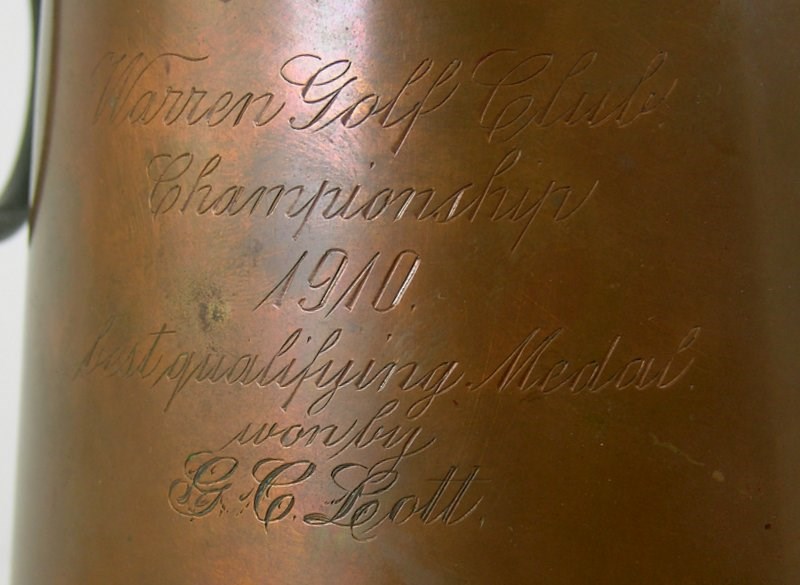 Warren Golf Club.
Championship
1910.
best qualifying Medal.
won by
G. C. Lott.